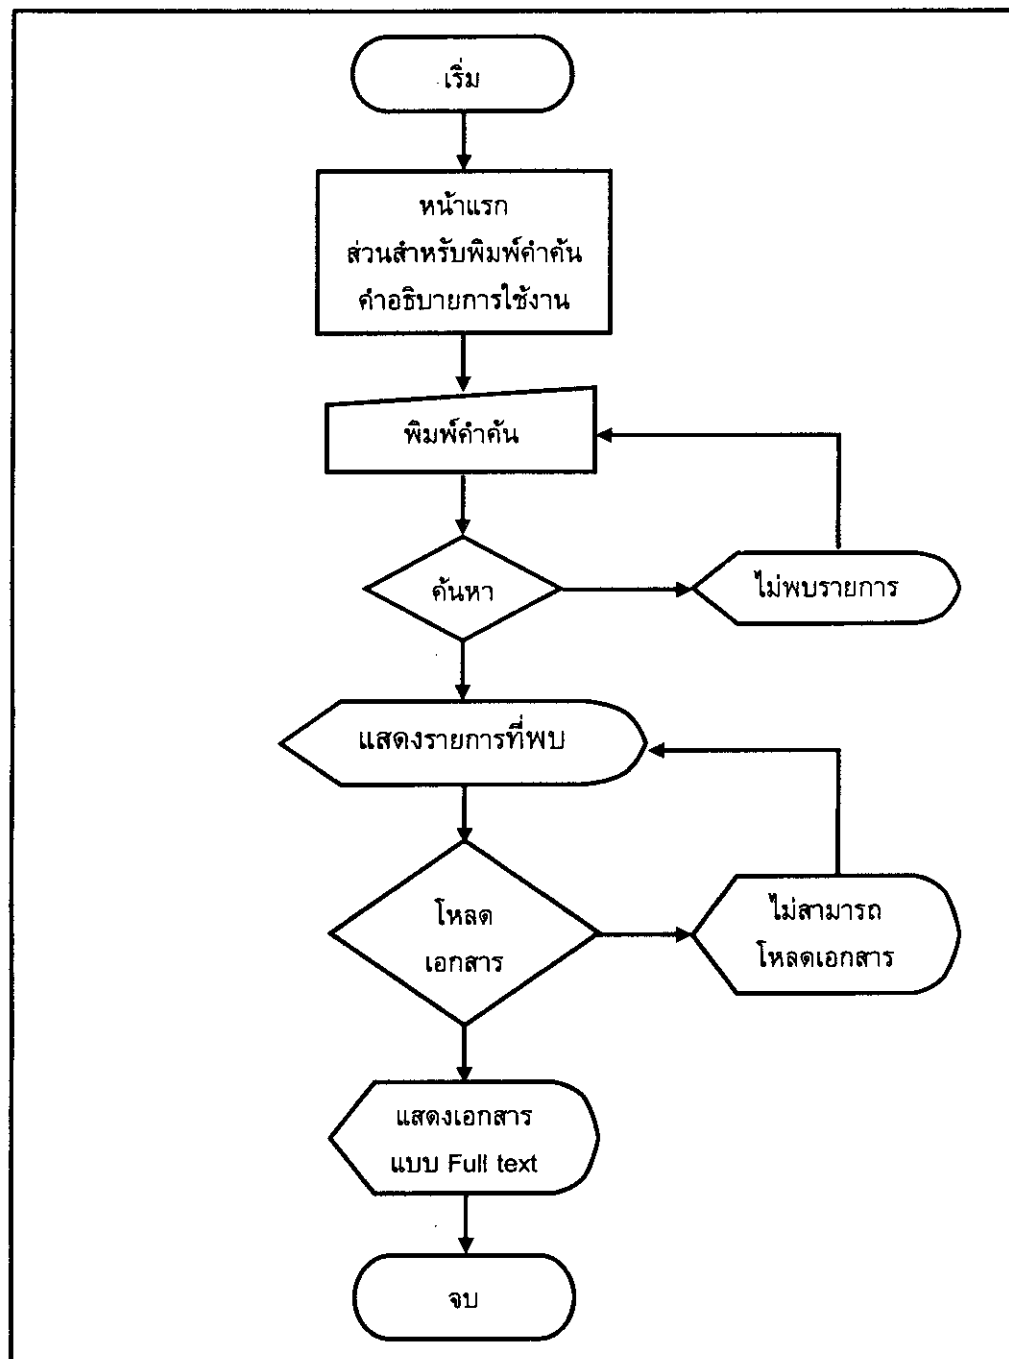 เริ่ม
หน้าแรก
ส่วนสำหรับพิมพ์คำค้น
คำอธิบายการใช้งาน
พิมพ์คำค้น
ค้นหา
ไม่พบรายการ
แสดงรายการที่พบ
โหลด
เอกสาร
ไม่สามารถ
โหลดเอกสาร
แสดงเอกสาร
แบบ Full text
จบ